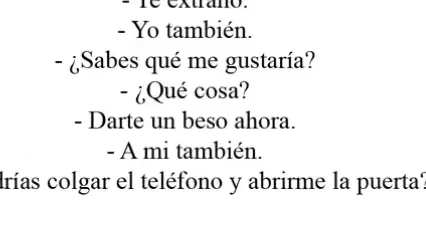 - Te extraño.
- Yo también.
- ¿Sabes qué me gustaría?
- ¿Qué cosa?
- Darte un beso ahora.
- A mi también.
colgar el teléfono y abrirme la puerta?